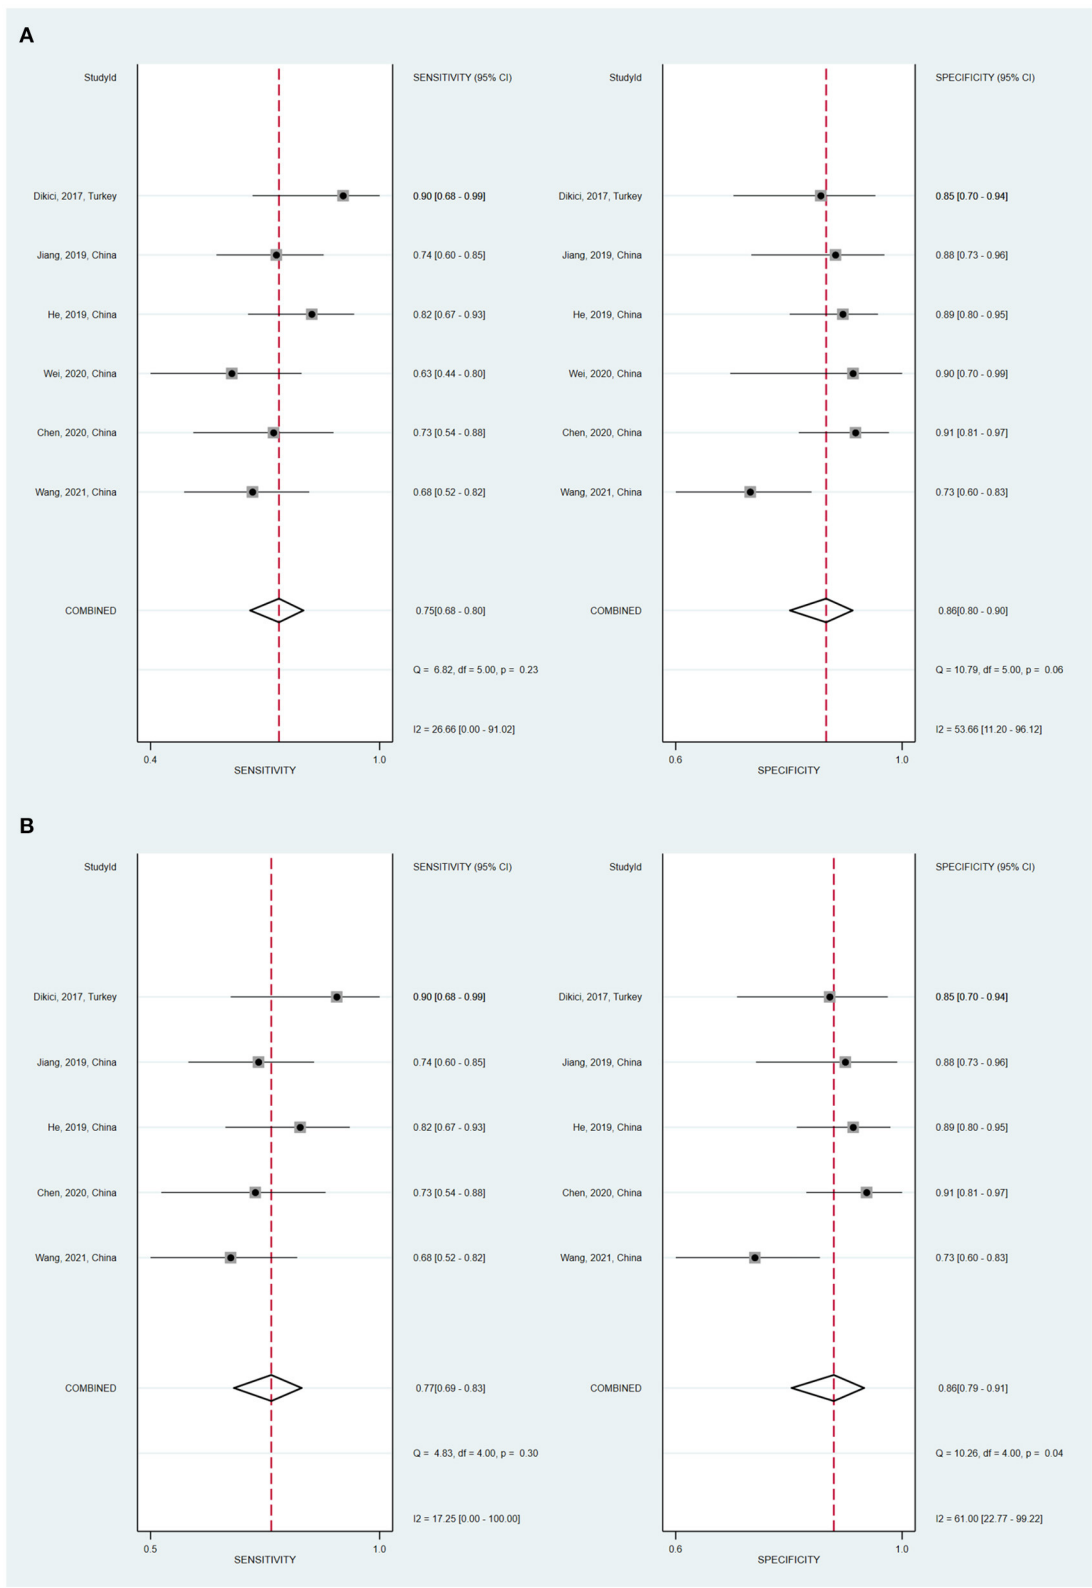 A
StudyId SENSITIVITY (95% CI) StudyId SPECIFICITY (95% CI)
Dikici, 2017, Turkey 0.90 [0.68 - 0.99] Dikici, 2017, Turkey 0.85 [0.70 - 0.94]
Jiang, 2019, China 0.74 [0.60 - 0.85] Jiang, 2019, China 0.88 [0.73 - 0.96]
He, 2019, China 0.82 [0.67 - 0.93] He, 2019, China 0.89 [0.80 - 0.95]
Wei, 2020, China 0.63 [0.44 - 0.80] Wei, 2020, China 0.90 [0.70 - 0.99]
Chen, 2020, China 0.73 [0.54 - 0.88] Chen, 2020, China 0.91 [0.81 - 0.97]
Wang, 2021, China 0.68 [0.52 - 0.82] Wang, 2021, China 0.73 [0.60 - 0.83]
COMBINED 0.75[0.68 - 0.80] COMBINED 0.86[0.80 - 0.90]
Q = 6.82, df = 5.00, p = 0.23 Q = 10.79, df = 5.00, p = 0.06
I2 = 26.66 [0.00 - 91.02] I2 = 53.66 [11.20 - 96.12]
0.4 1.0 0.6 1.0
SENSITIVITY SPECIFICITY
B
StudyId SENSITIVITY (95% CI) StudyId SPECIFICITY (95% CI)
Dikici, 2017, Turkey 0.90 [0.68 - 0.99] Dikici, 2017, Turkey 0.85 [0.70 - 0.94]
Jiang, 2019, China 0.74 [0.60 - 0.85] Jiang, 2019, China 0.88 [0.73 - 0.96]
He, 2019, China 0.82 [0.67 - 0.93] He, 2019, China 0.89 [0.80 - 0.95]
Chen, 2020, China 0.73 [0.54 - 0.88] Chen, 2020, China 0.91 [0.81 - 0.97]
Wang, 2021, China 0.68 [0.52 - 0.82] Wang, 2021, China 0.73 [0.60 - 0.83]
COMBINED 0.77[0.69 - 0.83] COMBINED 0.86[0.79 - 0.91]
Q = 4.83, df = 4.00, p = 0.30 Q = 10.26, df = 4.00, p = 0.04
I2 = 17.25 [0.00 - 100.00] I2 = 61.00 [22.77 - 99.22]
0.5 1.0 0.6 1.0
SENSITIVITY SPECIFICITY